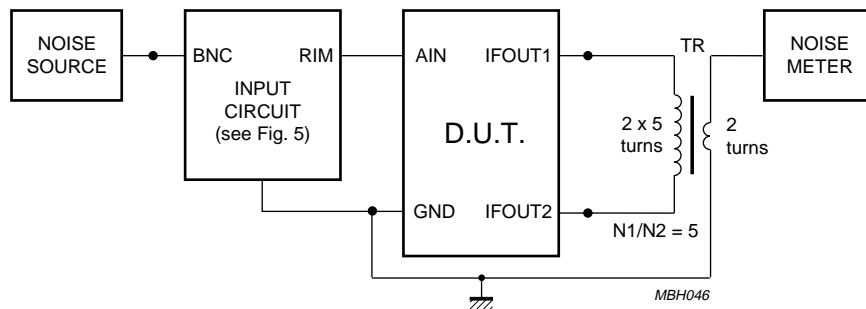 NOISE
SOURCE
BNC
RIM
INPUT
CIRCUIT
(see Fig. 5)
AIN
IFOUT1
D.U.T.
GND
IFOUT2
TR
2 x 5
turns
2
turns
N1/N2 = 5
NOISE
METER
MBH046